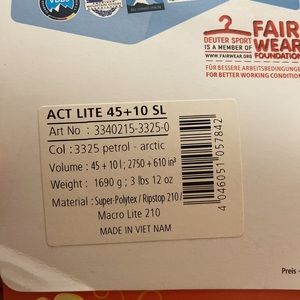 FAIR
DEUTER SPORT
IS A MEMBER OF
WEAR
WWW.FAIRWEAR.ORG
FOUNDATION
FÜR BESSERE ARBEITSBEDINGUNGEN
FOR BETTER WORKING CONDITIONS
ACT LITE 45+10 SL
Art No : 3340215-3325-0
Col : 3325 petrol - arctic
Volume : 45 + 10 l ; 2750 + 610 in³
Weight : 1690 g ; 3 lbs 12 oz
Material : Super-Polytex / Ripstop 210 /
Macro Lite 210
MADE IN VIET NAM
4 046051 057842
Preis